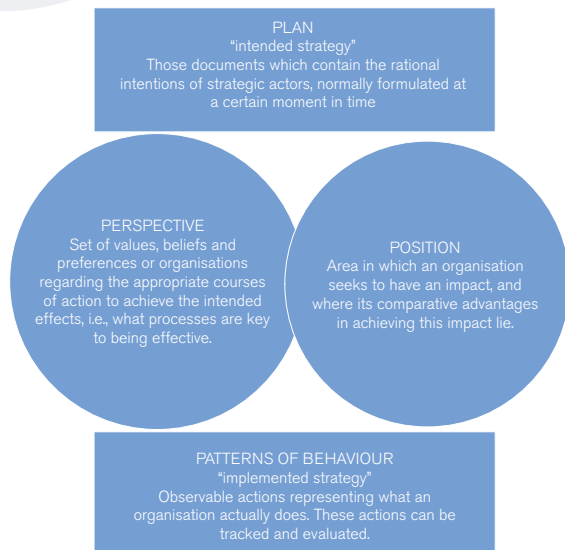 PLAN
“intended strategy”
Those documents which contain the rational
intentions of strategic actors, normally formulated at
a certain moment in time
PERSPECTIVE
Set of values, beliefs and
preferences or organisations
regarding the appropriate courses
of action to achieve the intended
effects, i.e., what processes are key
to being effective.
POSITION
Area in which an organisation
seeks to have an impact, and
where its comparative advantages
in achieving this impact lie.
PATTERNS OF BEHAVIOUR
“implemented strategy”
Observable actions representing what an
organisation actually does. These actions can be
tracked and evaluated.